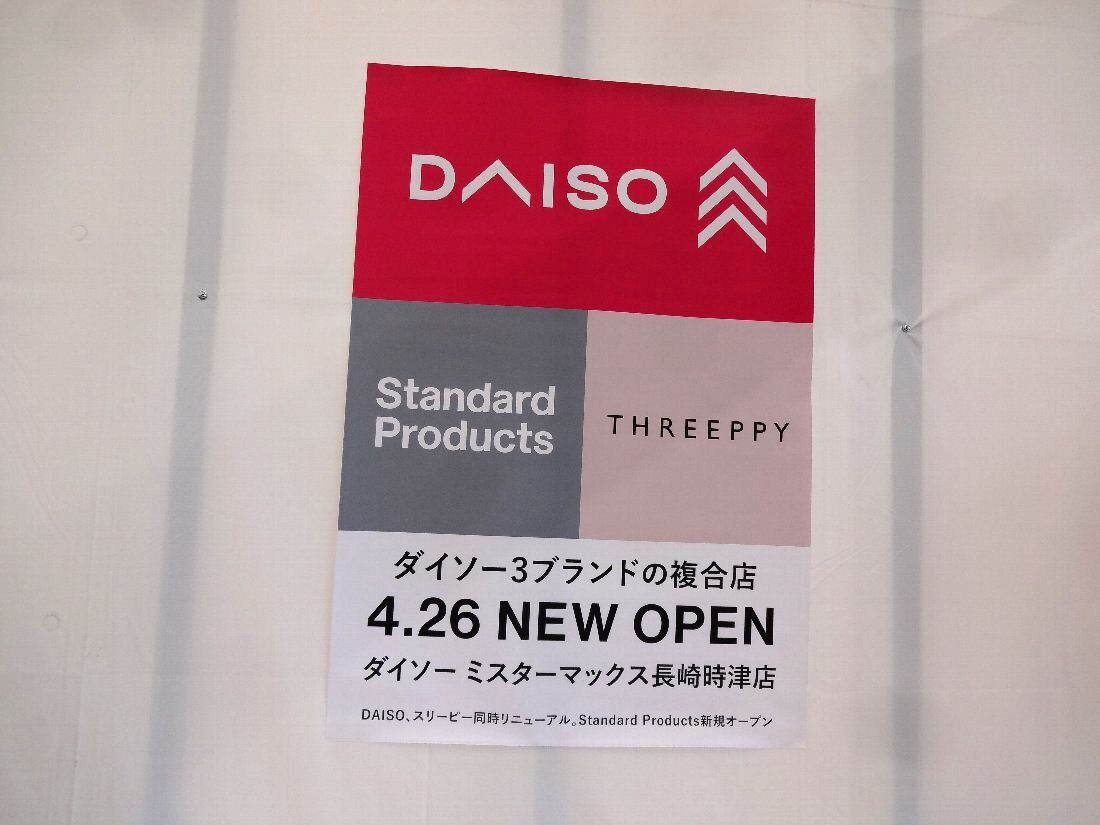 DAISO
Standard
Products
THREEPPY
ダイソー3ブランドの複合店
4.26 NEW OPEN
ダイソー ミスターマックス長崎時津店
DAISO、スリーピー同時リニューアル。Standard Products新規オープン